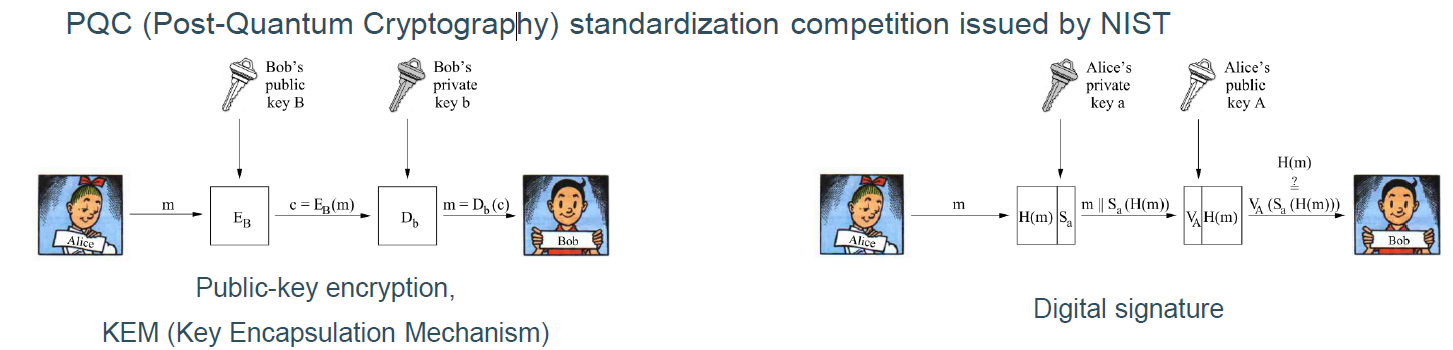 PQC (Post-Quantum Cryptography) standardization competition issued by NIST
Bob's
public
key B
Bob's
private
key b
Alice
m
E_B
c = E_B(m)
D_b
m = D_b(c)
Bob
Public-key encryption,
KEM (Key Encapsulation Mechanism)
Alice's
private
key a
Alice's
public
key A
Alice
m
H(m) S_a
m || S_a(H(m))
V_A H(m)
H(m)
?
=
V_A (S_a (H(m)))
Bob
Digital signature